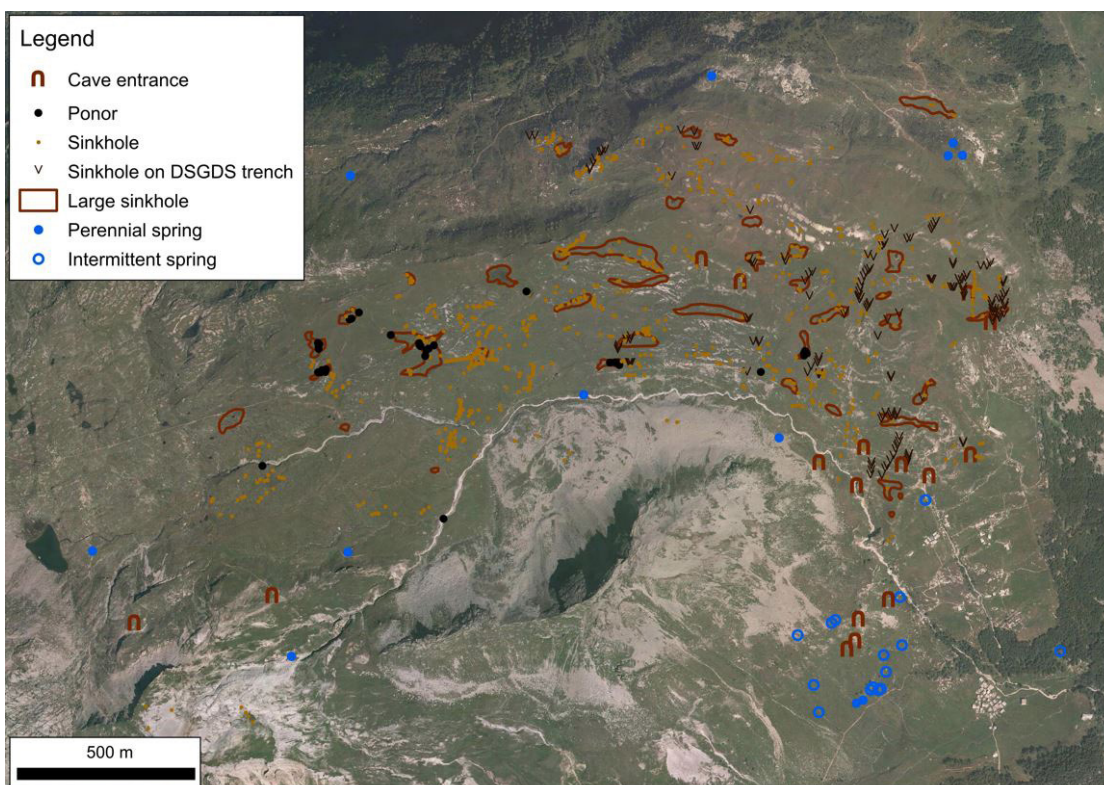 Legend
Cave entrance
Ponor
Sinkhole
Sinkhole on DSGDS trench
Large sinkhole
Perennial spring
Intermittent spring
500 m